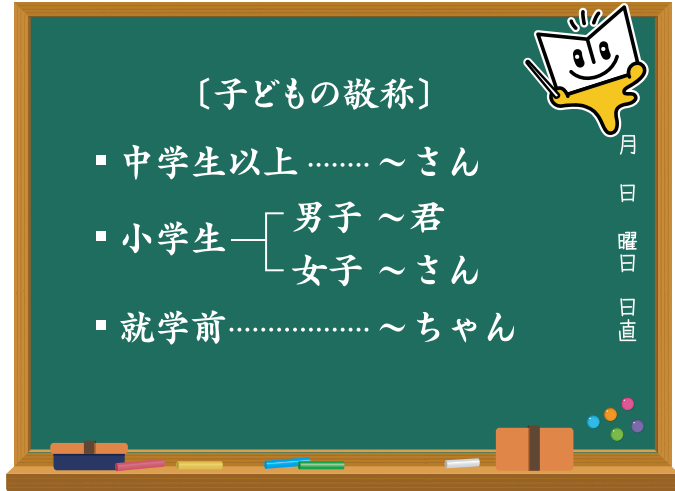 〔子どもの敬称〕
▪ 中学生以上 ········ ～さん
▪ 小学生
男子 ～君
女子 ～さん
▪ 就学前 ·················· ～ちゃん
月 日 曜日 日直